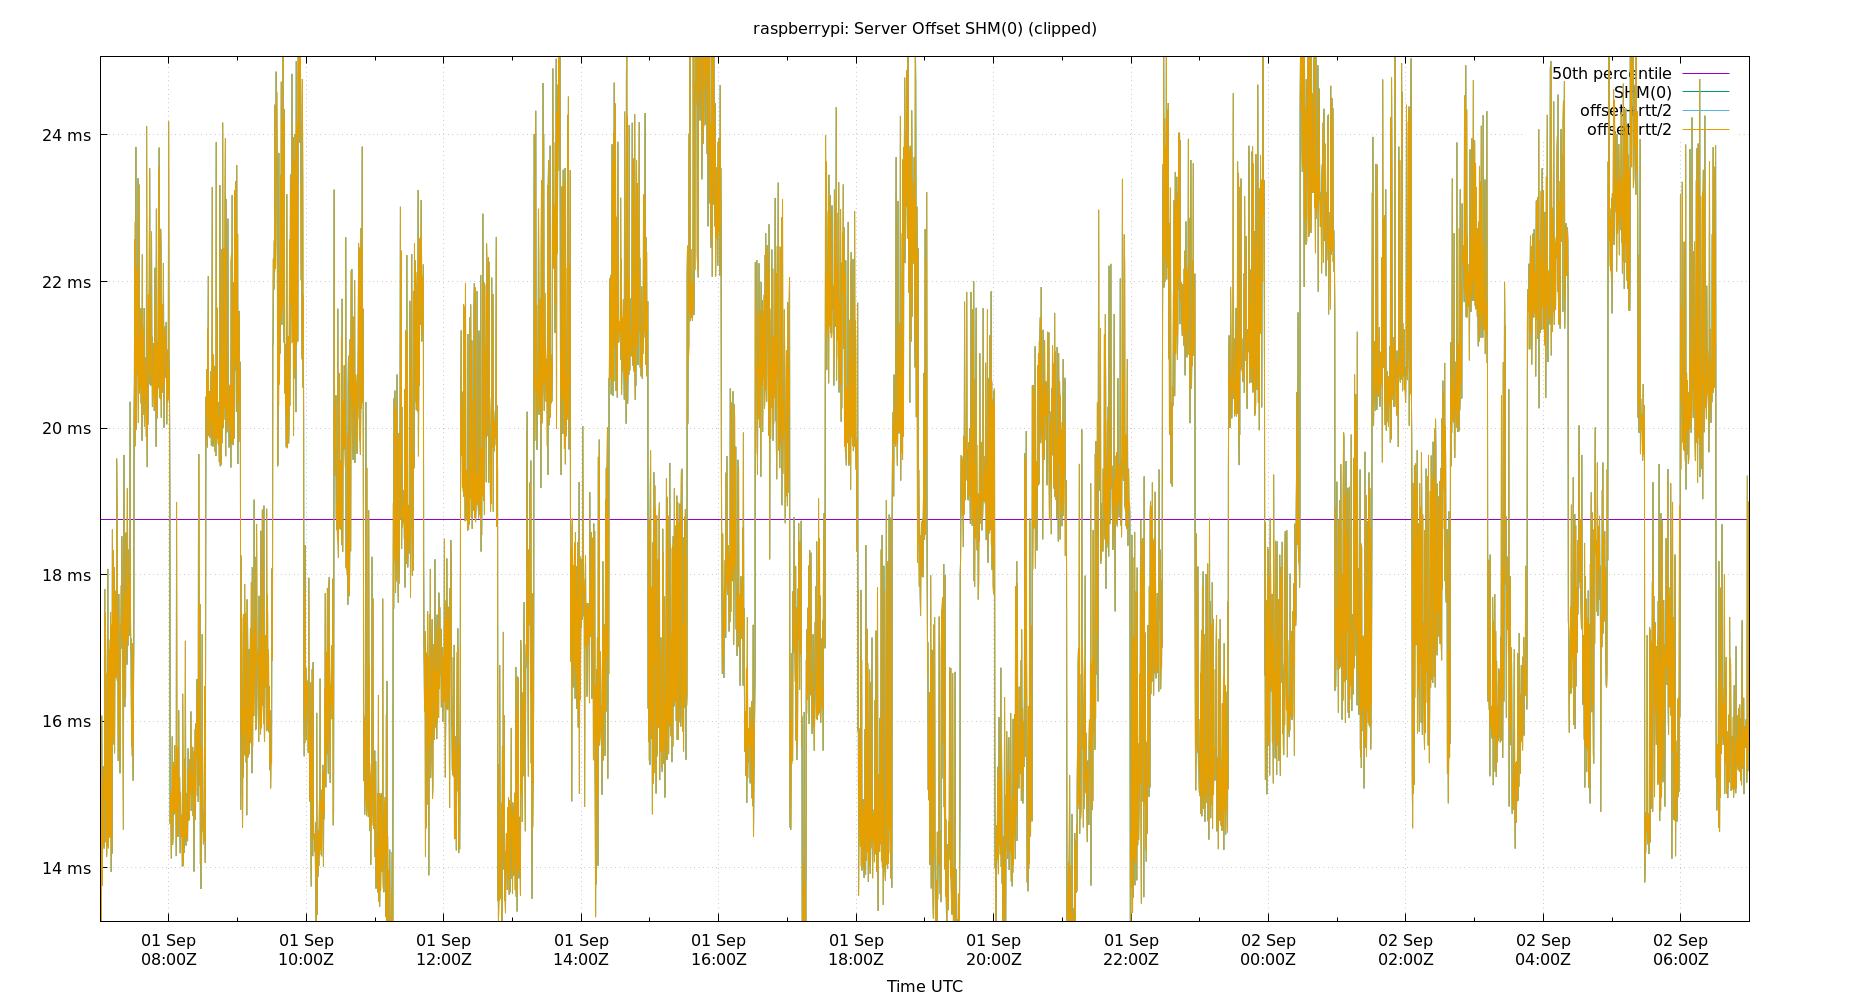 raspberrypi: Server Offset SHM(0) (clipped)
50th percentile
SHM(0)
offset+rtt/2
offset-rtt/2
24 ms
22 ms
20 ms
18 ms
16 ms
14 ms
01 Sep 01 Sep 01 Sep 01 Sep 01 Sep 01 Sep 01 Sep 01 Sep 02 Sep 02 Sep 02 Sep 02 Sep
08:00Z 10:00Z 12:00Z 14:00Z 16:00Z 18:00Z 20:00Z 22:00Z 00:00Z 02:00Z 04:00Z 06:00Z
Time UTC